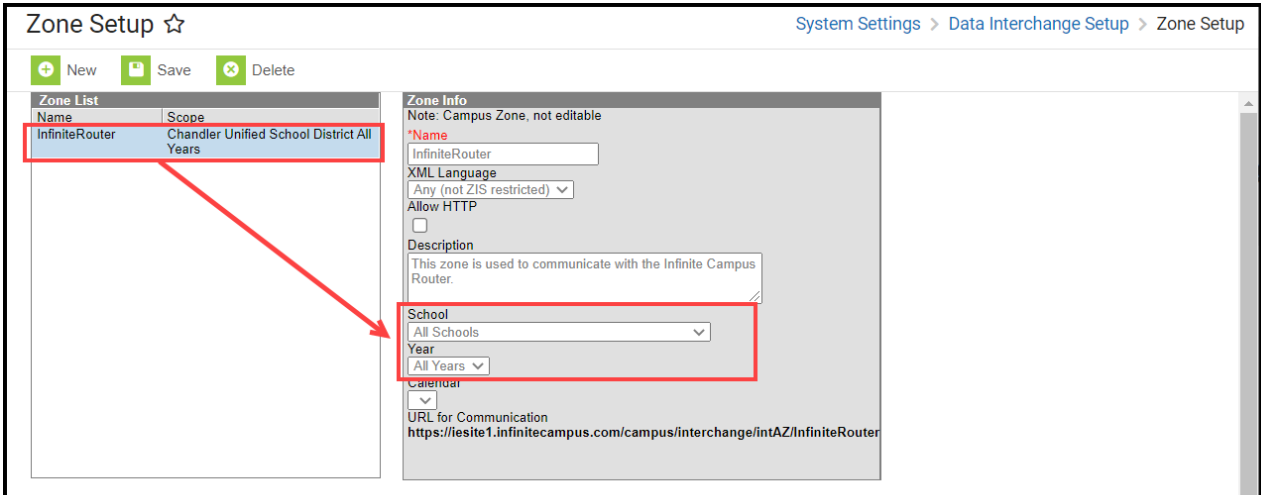 Zone Setup
System Settings > Data Interchange Setup > Zone Setup
New Save Delete
Zone List
Name Scope
InfiniteRouter Chandler Unified School District All
Years
Zone Info
Note: Campus Zone, not editable
*Name
InfiniteRouter
XML Language
Any (not ZIS restricted)
Allow HTTP
Description
This zone is used to communicate with the Infinite Campus
Router.
School
All Schools
Year
All Years
Calendar
URL for Communication
https://iesite1.infinitecampus.com/campus/interchange/intAZ/InfiniteRouter